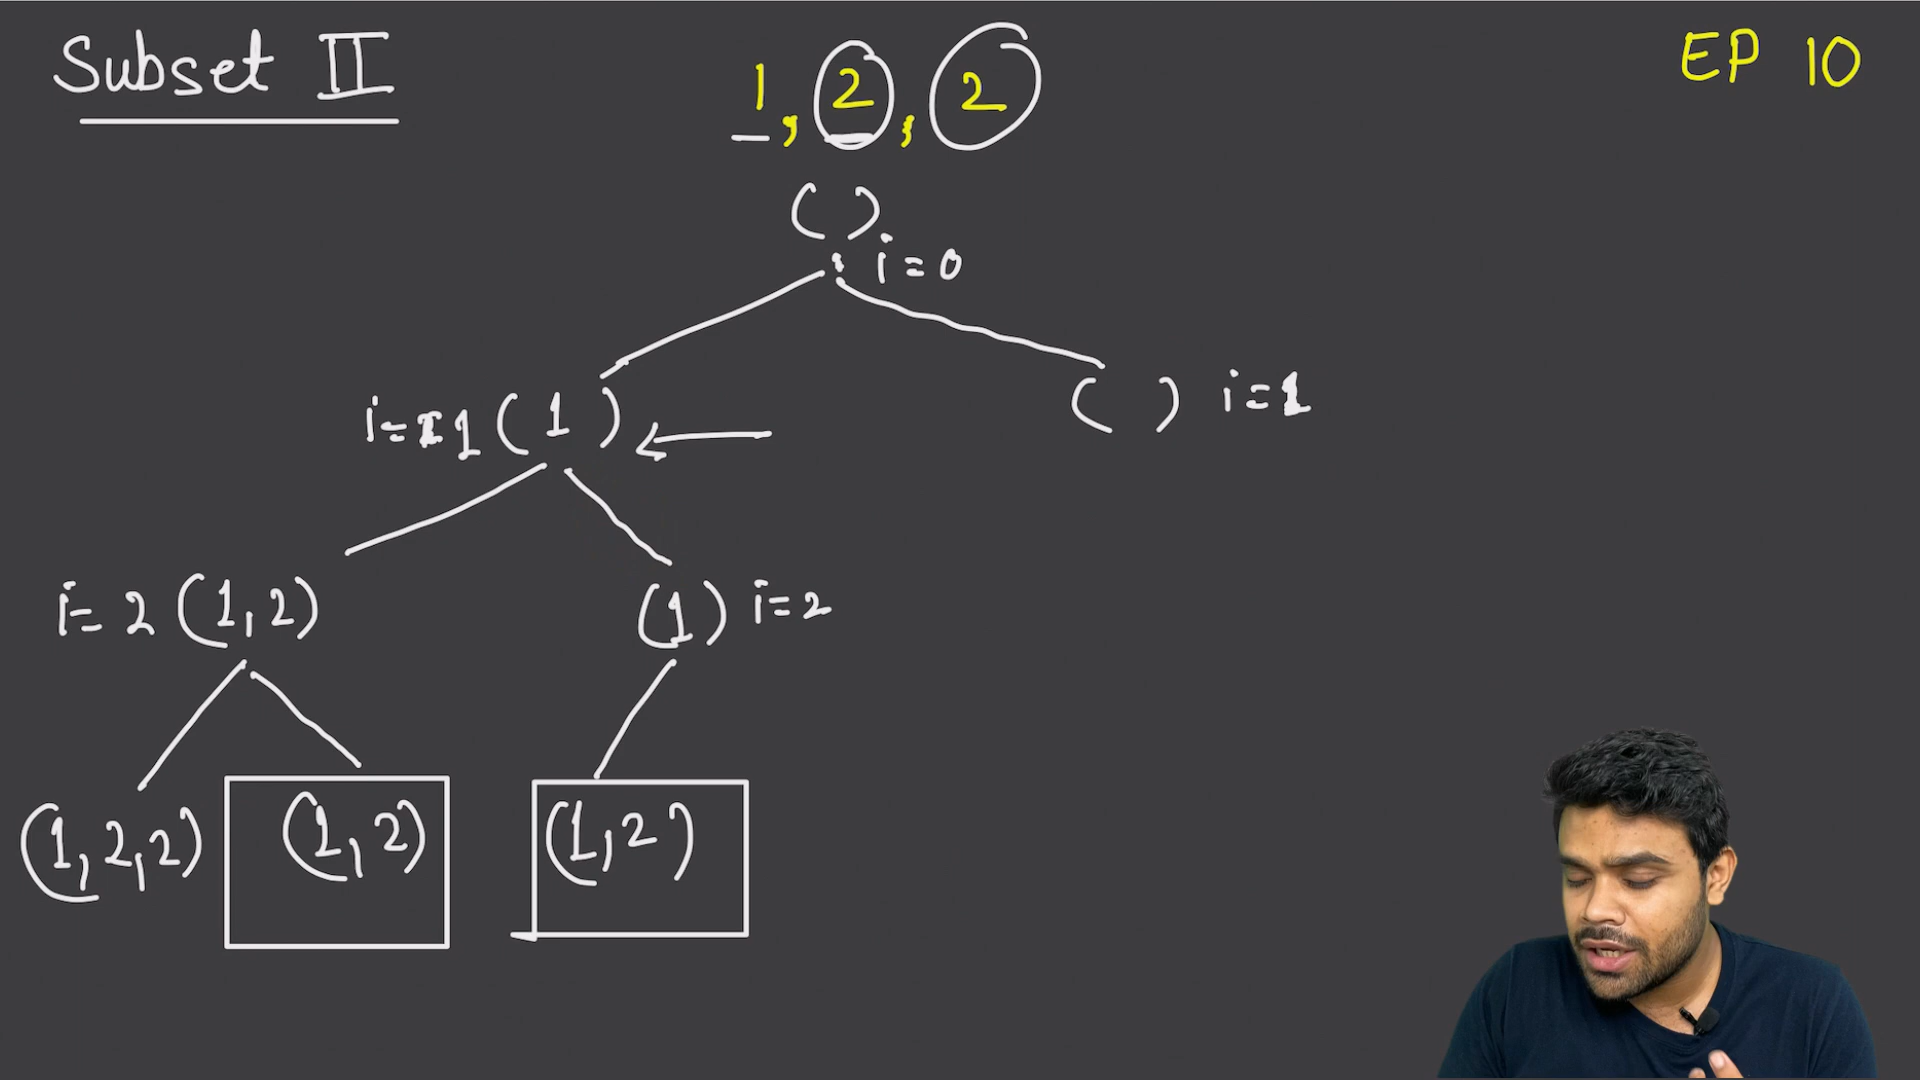 Subset II
EP 10
1, 2, 2
( )
i = 0
i = 1 ( 1 )
( ) i = 1
i = 2 (1, 2)
(1) i = 2
(1, 2, 2) (1, 2) (1, 2)